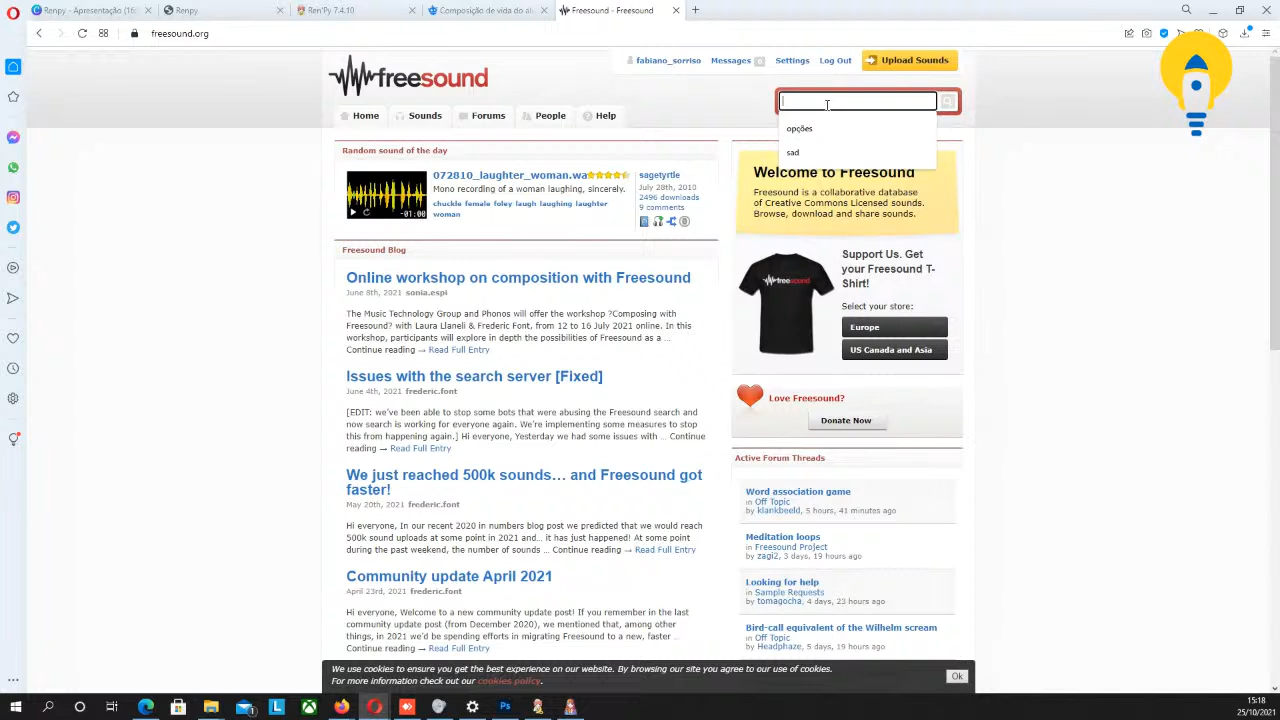 Renpy
Renpy.
Ren'Py 7.4.10
Composição de vida do al
Freesound - Freesound
freesound.org
freesound
fabiano_sorriso
Messages 0
Settings
Log Out
Upload Sounds
Home
Sounds
Forums
People
Help
opções
sad
Random sound of the day
072810_laughter_woman.wa
Mono recording of a woman laughing, sincerely.
chuckle female foley laugh laughing laughter
woman
-01:00
sagetyrtle
July 28th, 2010
2496 downloads
9 comments
Freesound Blog
Online workshop on composition with Freesound
June 8th, 2021 sonia.espi
The Music Technology Group and Phonos will offer the workshop ?Composing with
Freesound? with Laura Llaneli & Frederic Font, from 12 to 16 July 2021 online. In this
workshop, participants will explore in depth the possibilities of Freesound as a ...
Continue reading → Read Full Entry
Issues with the search server [Fixed]
June 4th, 2021 frederic.font
[EDIT: we've been able to stop some bots that were abusing the Freesound search and
now search is working for everyone again. We're implementing some measures to stop
this from happening again.] Hi everyone, Yesterday we had some issues with ... Continue
reading → Read Full Entry
We just reached 500k sounds... and Freesound got
faster!
May 20th, 2021 frederic.font
Hi everyone, In our recent 2020 in numbers blog post we predicted that we would reach
500k sound uploads at some point in 2021 and... it has just happened! At some point
during the past weekend, the number of sounds ... Continue reading → Read Full Entry
Community update April 2021
April 23rd, 2021 frederic.font
Hi everyone, Welcome to a new community update post! If you remember in the last
community update post (from December 2020), we mentioned that, among other
things, in 2021 we'd be spending efforts in migrating Freesound to a new, faster ...
Continue reading → Read Full Entry
Welcome to Freesound
Freesound is a collaborative database
of Creative Commons Licensed sounds.
Browse, download and share sounds.
freesound
Support Us. Get
your Freesound T-
Shirt!
Select your store:
Europe
US Canada and Asia
Love Freesound?
Donate Now
Active Forum Threads
Word association game
in Off Topic
by klankbeeld, 5 hours, 41 minutes ago
Meditation loops
in Freesound Project
by zagi2, 3 days, 19 hours ago
Looking for help
in Sample Requests
by tomagocha, 4 days, 23 hours ago
Bird-call equivalent of the Wilhelm scream
in Off Topic
by Headphaze, 5 days, 19 hours ago
We use cookies to ensure you get the best experience on our website. By browsing our site you agree to our use of cookies.
For more information check out our cookies policy.
Ok
15:18
25/10/2021